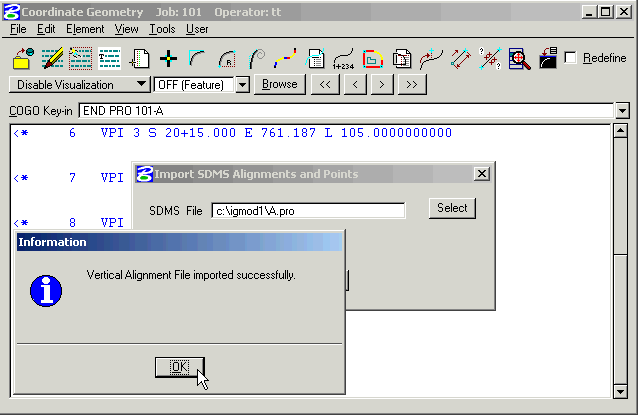 Coordinate Geometry Job: 101 Operator: tt
File Edit Element View Tools User
1+234
Redefine
Disable Visualization OFF (Feature) Browse << < > >>
COGO Key-in END PRO 101-A
<* 6 VPI 3 S 20+15.000 E 761.187 L 105.0000000000
<* 7 VPI
<* 8 VPI
Import SDMS Alignments and Points
SDMS File c:\igmod1\A.pro Select
Information
Vertical Alignment File imported successfully.
OK